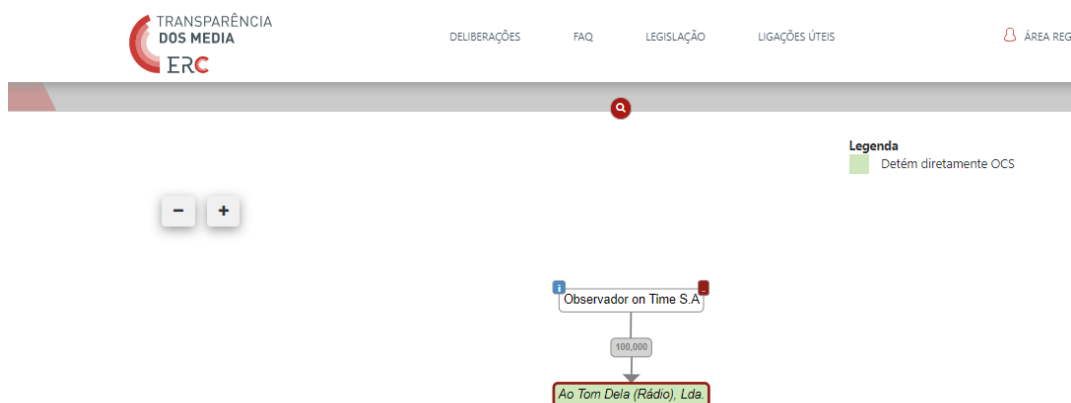 TRANSPARÊNCIA
DOS MEDIA
ERC
DELIBERAÇÕES FAQ LEGISLAÇÃO LIGAÇÕES ÚTEIS ÁREA REG
Legenda
Detém diretamente OCS
− +
i
Observador on Time S.A
100,000
Ao Tom Dela (Rádio), Lda.